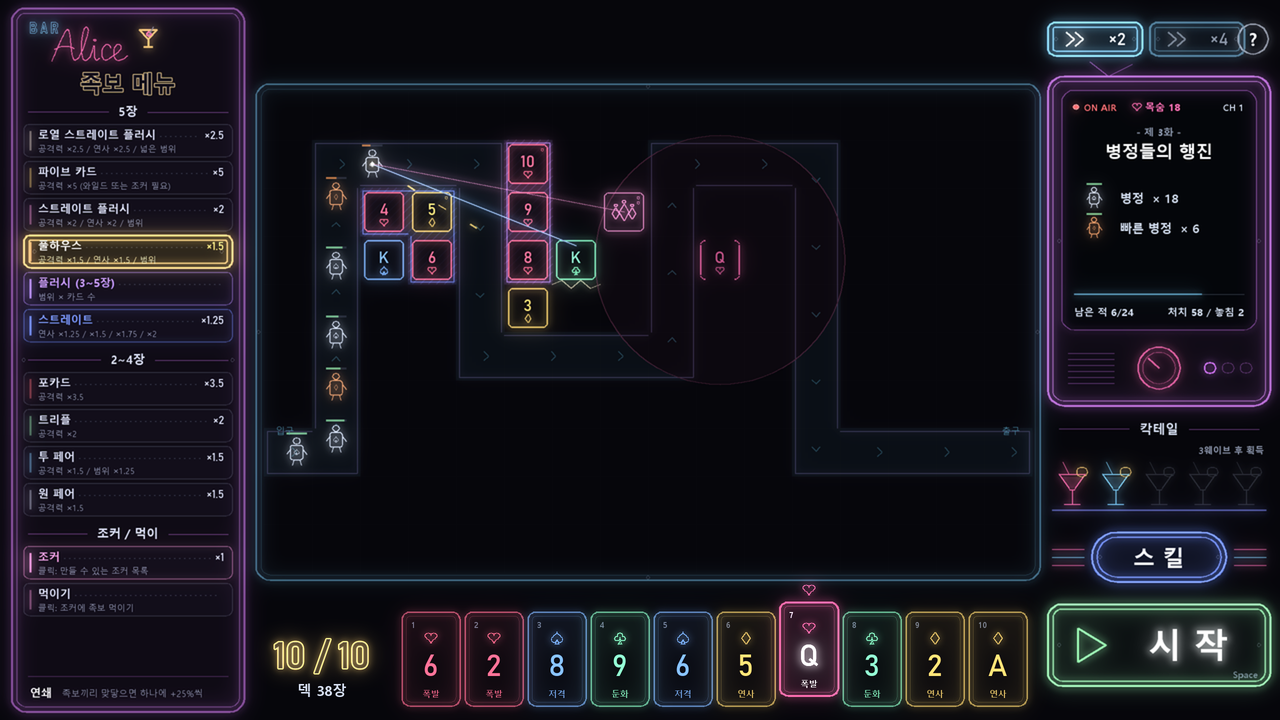 BAR
Alice
족보 메뉴
5장
로열 스트레이트 플러시 ×2.5
공격력 ×2.5 / 연사 ×2.5 / 넓은 범위
파이브 카드 ×5
공격력 ×5 (와일드 또는 조커 필요)
스트레이트 플러시 ×2
공격력 ×2 / 연사 ×2 / 범위
풀하우스 ×1.5
공격력 ×1.5 / 연사 ×1.5 / 범위
플러시 (3~5장)
범위 × 카드 수
스트레이트 ×1.25
연사 ×1.25 / ×1.5 / ×1.75 / ×2
2~4장
포카드 ×3.5
공격력 ×3.5
트리플 ×2
공격력 ×2
투 페어 ×1.5
공격력 ×1.5 / 범위 ×1.25
원 페어 ×1.5
공격력 ×1.5
조커 / 먹이
조커 ×1
클릭: 만들 수 있는 조커 목록
먹이기
클릭: 조커에 족보 먹이기
연쇄 족보끼리 맞닿으면 하나에 +25%씩
10
4 5 9
K 6 8 K Q
3
입구 출구
×2 ×4 ?
ON AIR 목숨 18 CH 1
- 제 3화 -
병정들의 행진
병정 × 18
빠른 병정 × 6
남은 적 6/24 처치 58 / 놓침 2
칵테일
3웨이브 후 획득
스킬
시작
Space
10/10
덱 38장
1 2 3 4 5 6 7 8 9 10
6 2 8 9 6 5 Q 3 2 A
폭발 폭발 저격 둔화 저격 연사 폭발 둔화 연사 연사